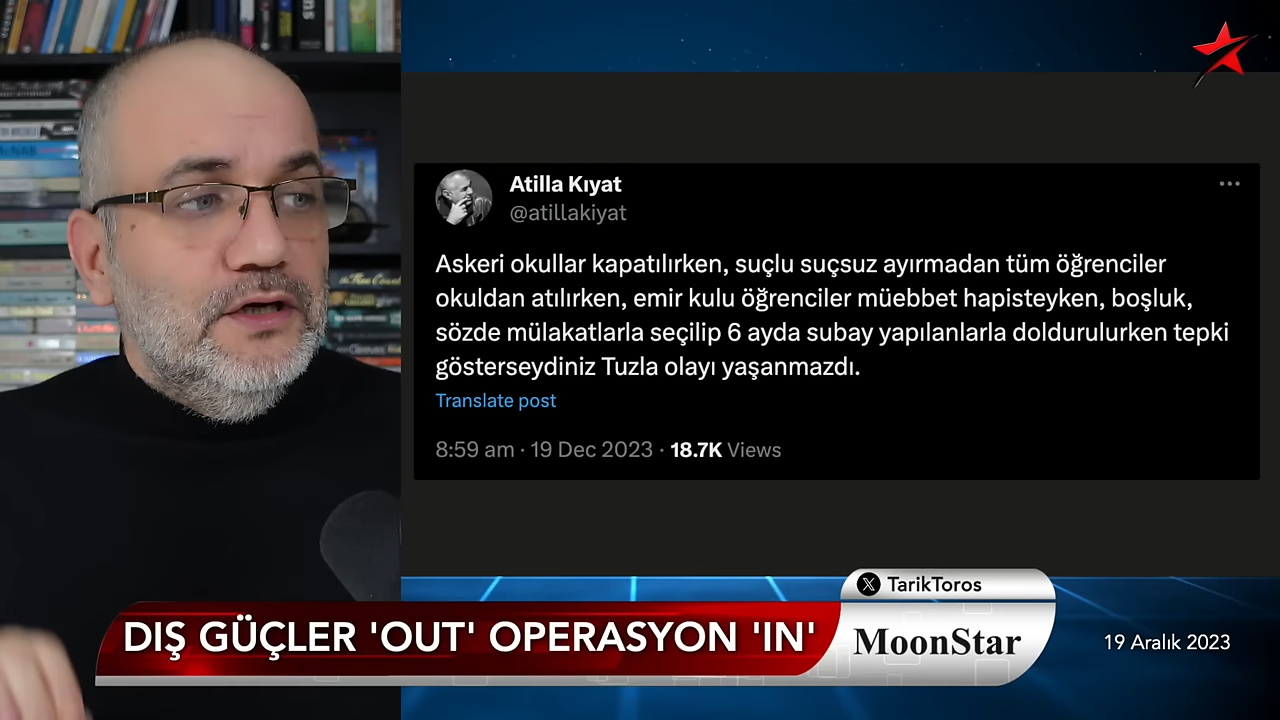 Atilla Kıyat
@atillakiyat
Askeri okullar kapatılırken, suçlu suçsuz ayırmadan tüm öğrenciler
okuldan atılırken, emir kulu öğrenciler müebbet hapisteyken, boşluk,
sözde mülakatlarla seçilip 6 ayda subay yapılanlarla doldurulurken tepki
gösterseydiniz Tuzla olayı yaşanmazdı.
Translate post
8:59 am · 19 Dec 2023 · 18.7K Views
TarikToros
DIŞ GÜÇLER 'OUT' OPERASYON 'IN'
MoonStar
19 Aralık 2023